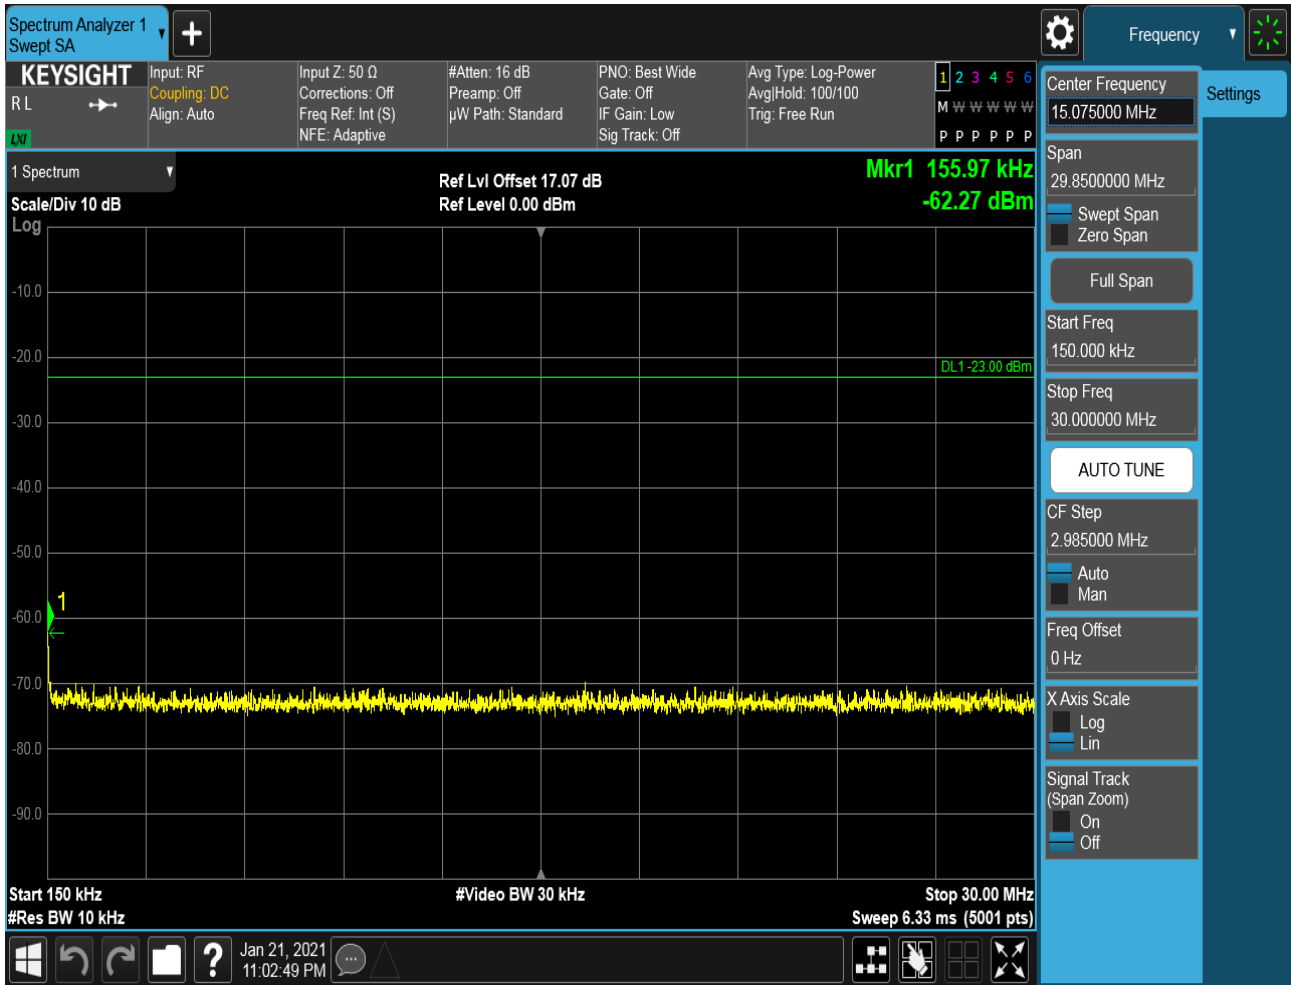 Spectrum Analyzer 1
Swept SA
+
Frequency
KEYSIGHT
R L
LXI
Input: RF
Coupling: DC
Align: Auto
Input Z: 50 Ω
Corrections: Off
Freq Ref: Int (S)
NFE: Adaptive
#Atten: 16 dB
Preamp: Off
µW Path: Standard
PNO: Best Wide
Gate: Off
IF Gain: Low
Sig Track: Off
Avg Type: Log-Power
Avg|Hold: 100/100
Trig: Free Run
1 2 3 4 5 6
M W W W W W
P P P P P P
1 Spectrum
Scale/Div 10 dB
Log
Ref Lvl Offset 17.07 dB
Ref Level 0.00 dBm
Mkr1 155.97 kHz
-62.27 dBm
-10.0
-20.0
DL1 -23.00 dBm
-30.0
-40.0
-50.0
1
-60.0
-70.0
-80.0
-90.0
Start 150 kHz
#Res BW 10 kHz
#Video BW 30 kHz
Stop 30.00 MHz
Sweep 6.33 ms (5001 pts)
?
Jan 21, 2021
11:02:49 PM
Center Frequency
15.075000 MHz
Settings
Span
29.8500000 MHz
Swept Span
Zero Span
Full Span
Start Freq
150.000 kHz
Stop Freq
30.000000 MHz
AUTO TUNE
CF Step
2.985000 MHz
Auto
Man
Freq Offset
0 Hz
X Axis Scale
Log
Lin
Signal Track
(Span Zoom)
On
Off